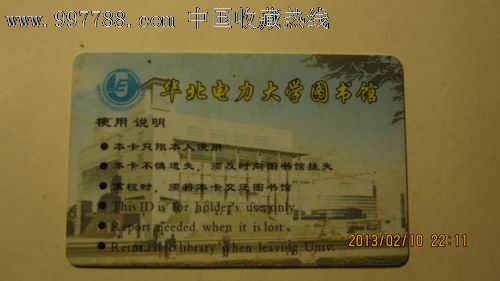 www.997788.com 中国收藏热线
华北电力大学图书馆
使用说明
● 本卡只限本人使用
● 本卡不慎遗失，须及时向图书馆挂失
● 离校时，须将本卡交还图书馆
● This ID is for holder's use only.
● Report needed when it is lost.
● Return it to library when leaving Univ.
2013/02/10 22:11